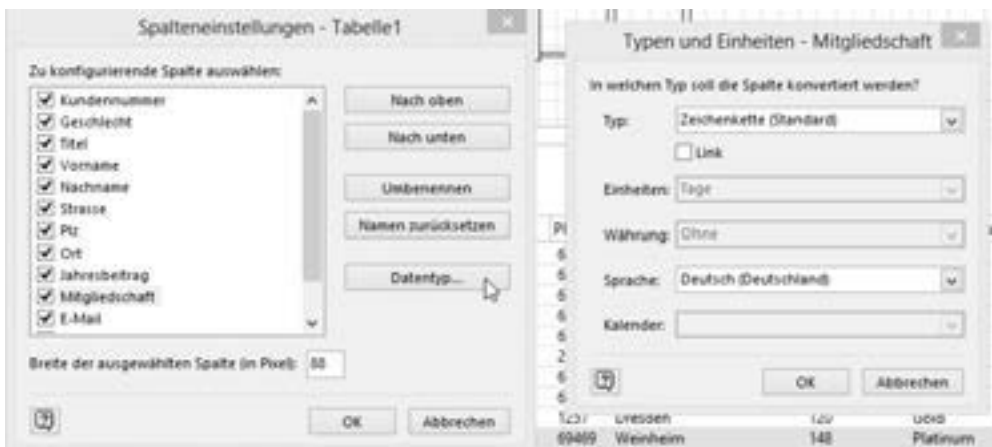 Spalteneinstellungen - Tabelle1
Zu konfigurierende Spalte auswählen:
Kundennummer
Geschlecht
Titel
Vorname
Nachname
Strasse
Plz
Ort
Jahresbeitrag
Mitgliedschaft
E-Mail
Nach oben
Nach unten
Umbenennen
Namen zurücksetzen
Datentyp...
Breite der ausgewählten Spalte (in Pixel): 88
OK Abbrechen
Typen und Einheiten - Mitgliedschaft
In welchen Typ soll die Spalte konvertiert werden?
Typ: Zeichenkette (Standard)
Link
Einheiten: Tage
Währung: Ohne
Sprache: Deutsch (Deutschland)
Kalender:
OK Abbrechen
Dresden 120 Gold
69469 Weinheim 148 Platinum